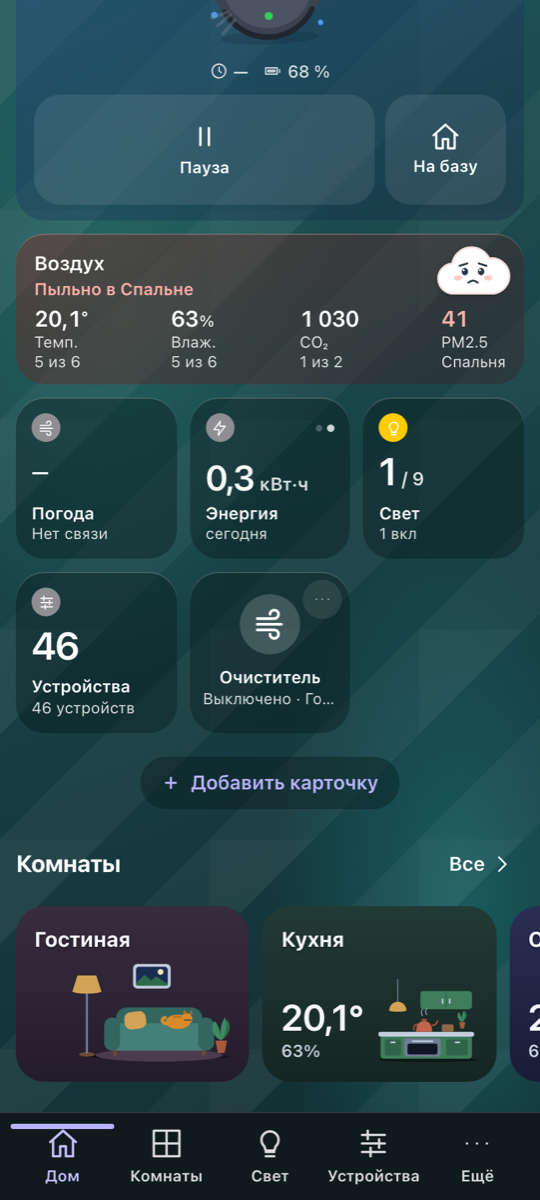 — 68 %
Пауза
На базу
Воздух
Пыльно в Спальне
20,1° 63% 1 030 41
Темп. Влаж. CO₂ PM2.5
5 из 6 5 из 6 1 из 2 Спальня
–
Погода
Нет связи
0,3 кВт·ч
Энергия
сегодня
1 / 9
Свет
1 вкл
46
Устройства
46 устройств
...
Очиститель
Выключено · Го...
+ Добавить карточку
Комнаты
Все
Гостиная
Кухня
20,1°
63%
Дом Комнаты Свет Устройства Ещё